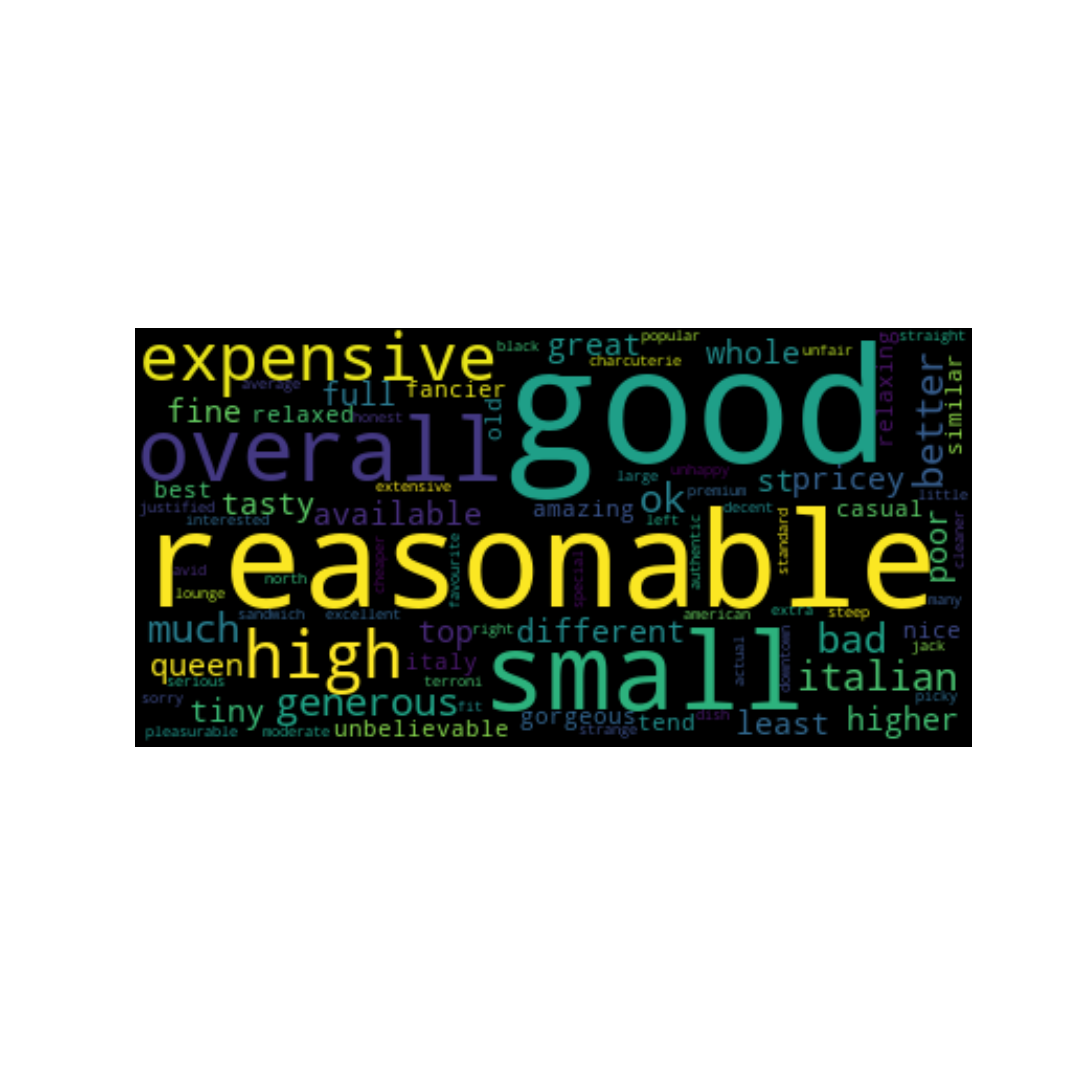 expensive
black
great
popular
charcuterie
whole
unfair
relaxing
straight
average
full
fancier
good
better
similar
fine
relaxed
honest
old
overall
best
extensive
large
unhappy
st
pricey
little
tasty
available
amazing
ok
premium
decent
casual
justified
interested
left
reasonable
standard
poor
cleaner
avid
north
cheaper
favourite
special
authentic
lounge
many
sandwich
excellent
american
extra
steep
much
high
top
right
different
small
actual
downtown
bad
nice
jack
queen
italy
italian
serious
terroni
sorry
tiny
generous
fit
gorgeous
tend
dish
least
higher
picky
pleasurable
moderate
unbelievable
strange